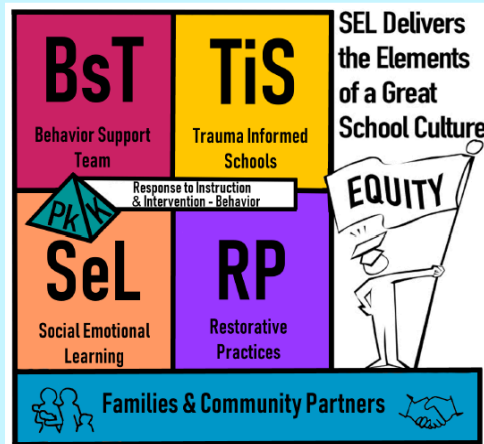 BsT
Behavior Support
Team
TiS
Trauma Informed
Schools
SEL Delivers
the Elements
of a Great
School Culture
EQUITY
Response to Instruction
& Intervention - Behavior
PK K
SeL
Social Emotional
Learning
RP
Restorative
Practices
Families & Community Partners